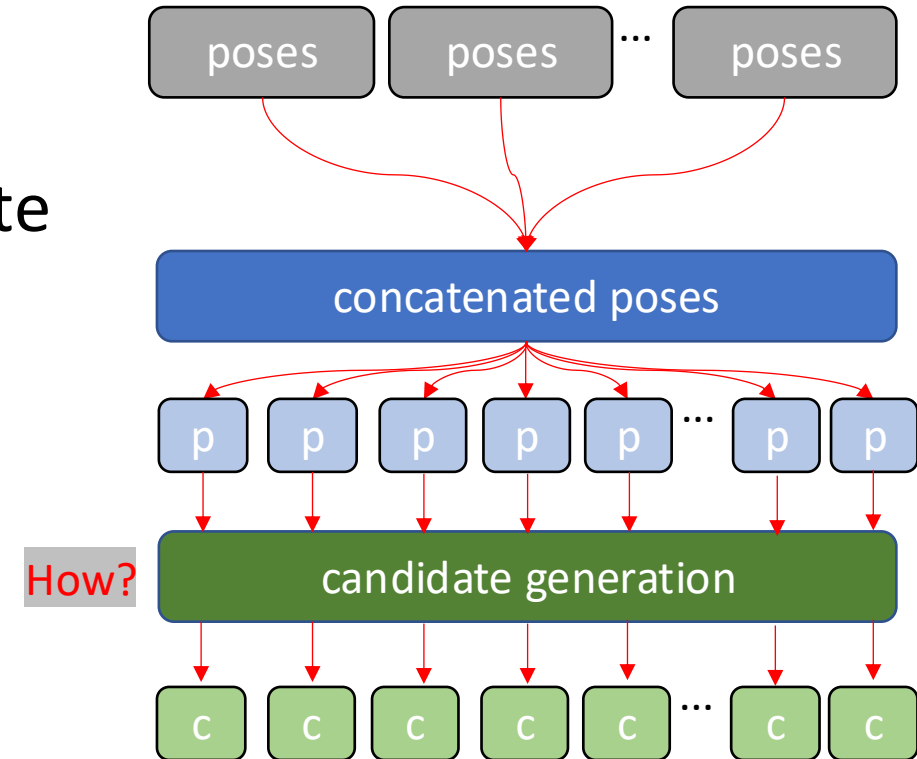 poses poses ... poses
te
concatenated poses
p p p p p ... p p
How? candidate generation
c c c c c ... c c